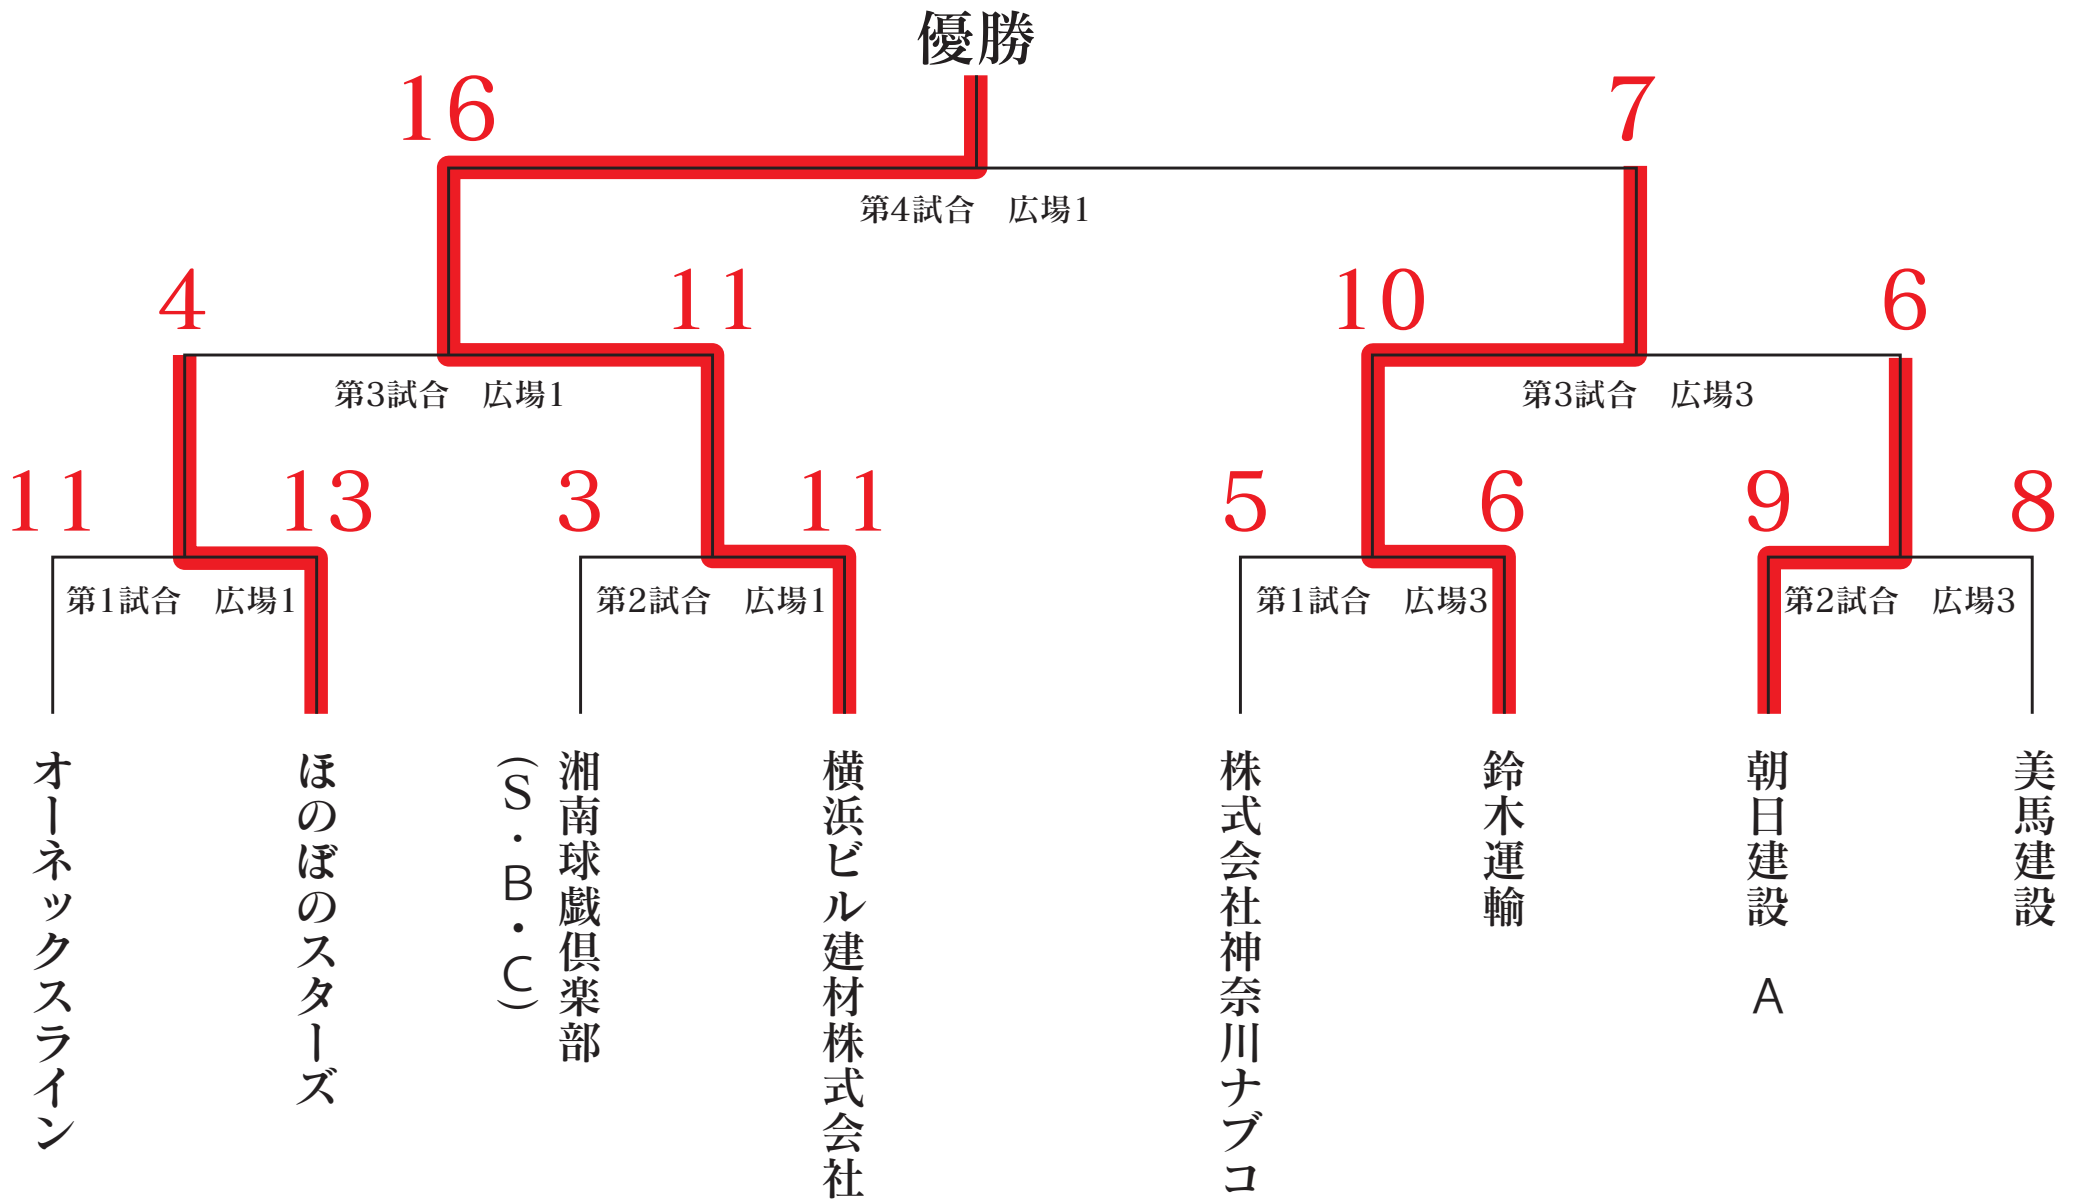 優勝
16
7
第4試合　広場1
4
11
10
6
第3試合　広場1
第3試合　広場3
11
13
3
11
5
6
9
8
第1試合　広場1
第2試合　広場1
第1試合　広場3
第2試合　広場3
オーネックスライン
ほのぼのスターズ
湘南球戯倶楽部
（S・B・C）
横浜ビル建材株式会社
株式会社神奈川ナブコ
鈴木運輸
朝日建設　A
美馬建設